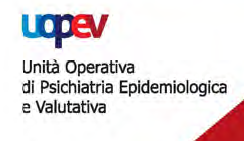 uopev
Unità Operativa
di Psichiatria Epidemiologica
e Valutativa